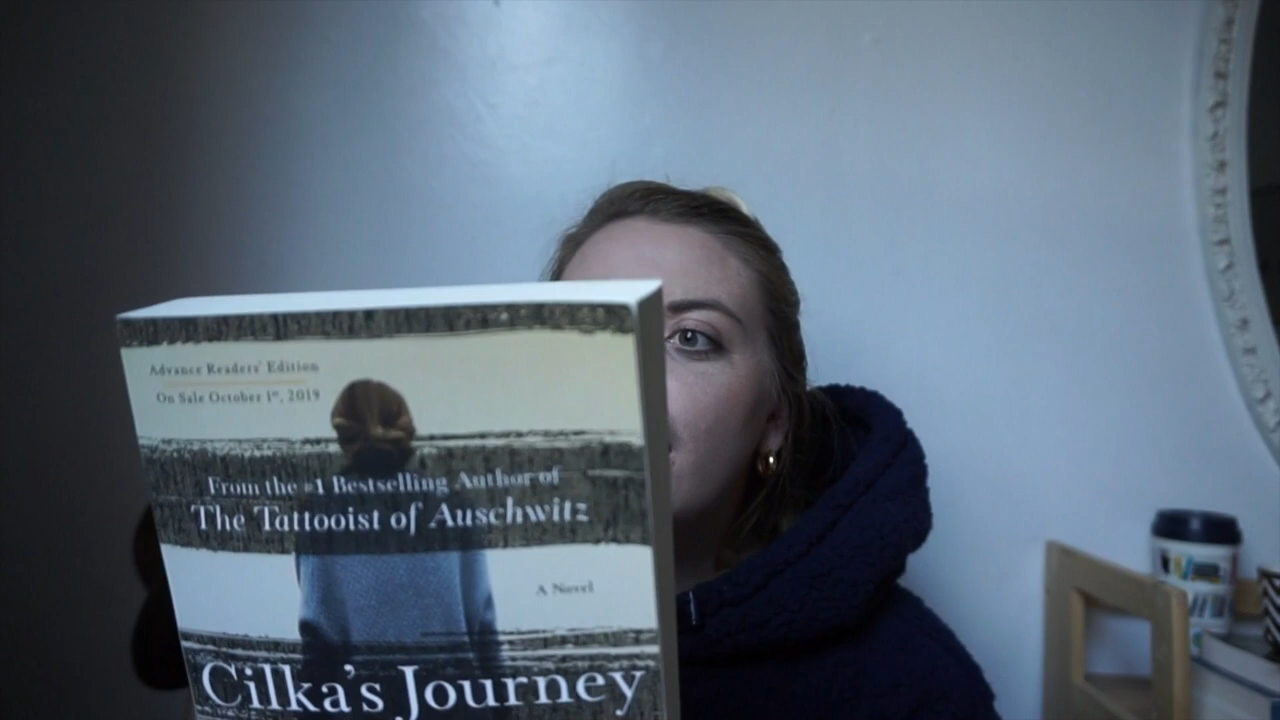 Advance Readers' Edition
On Sale October 1st, 2019
From the #1 Bestselling Author of
The Tattooist of Auschwitz
A Novel
Cilka's Journey